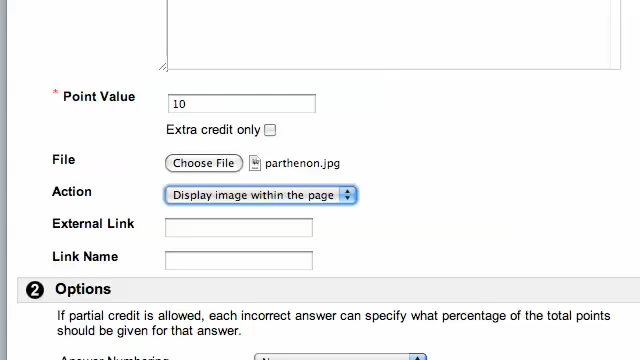 * Point Value
10
Extra credit only
File Choose File parthenon.jpg
Action Display image within the page
External Link
Link Name
2 Options
If partial credit is allowed, each incorrect answer can specify what percentage of the total points
should be given for that answer.
Answer Numbering